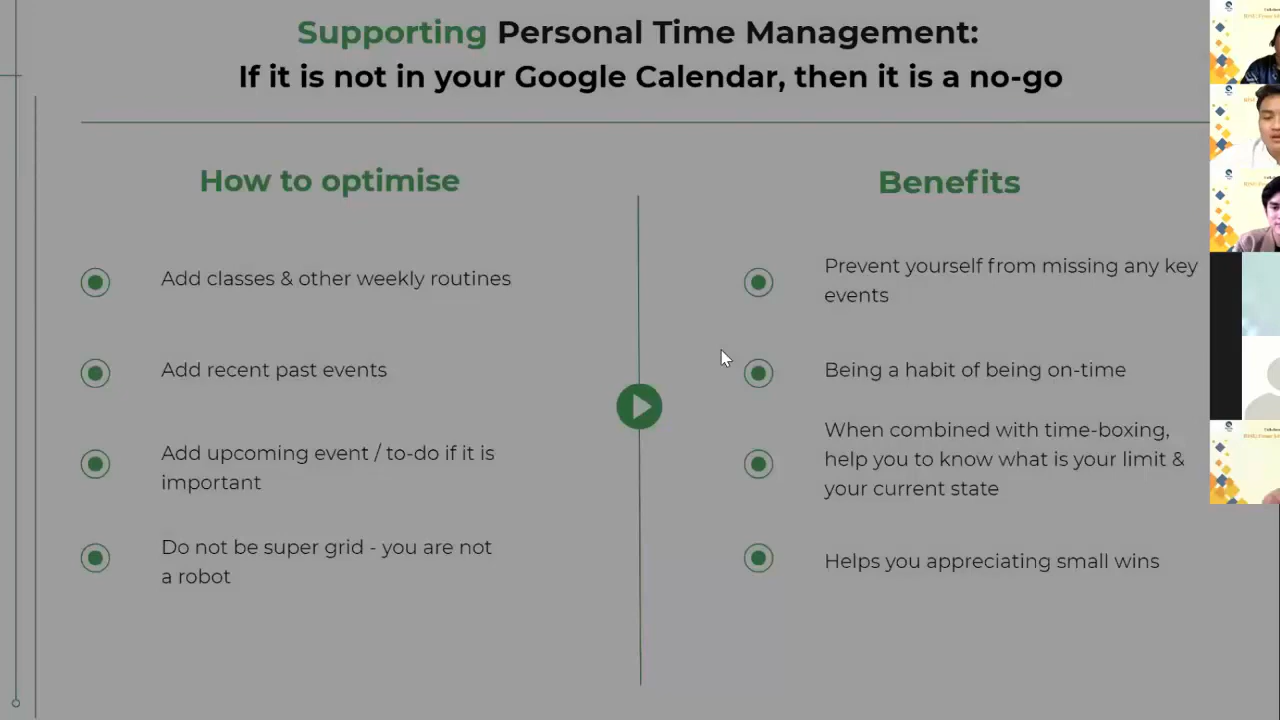 Supporting Personal Time Management:
If it is not in your Google Calendar, then it is a no-go
How to optimise
Add classes & other weekly routines
Add recent past events
Add upcoming event / to-do if it is
important
Do not be super grid - you are not
a robot
Benefits
Prevent yourself from missing any key
events
Being a habit of being on-time
When combined with time-boxing,
help you to know what is your limit &
your current state
Helps you appreciating small wins